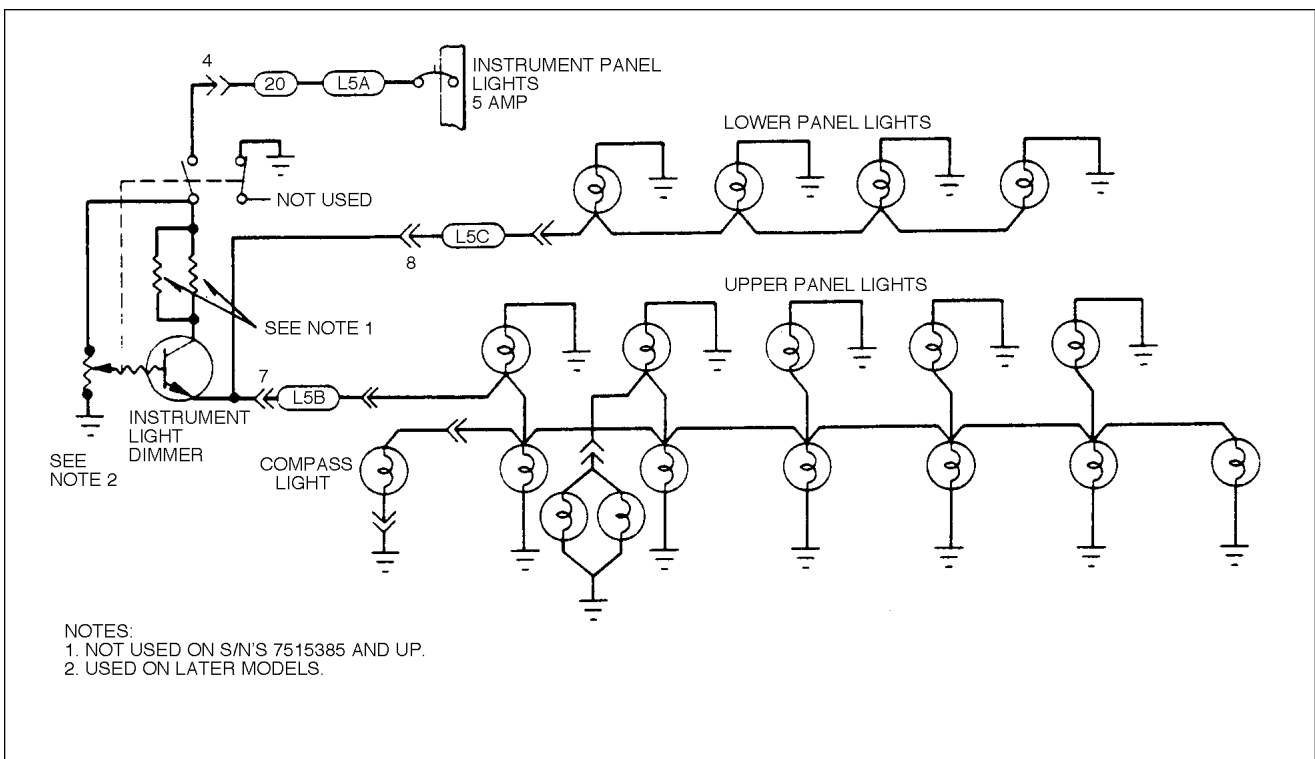 4
20
L5A
INSTRUMENT PANEL
LIGHTS
5 AMP
LOWER PANEL LIGHTS
NOT USED
L5C
8
UPPER PANEL LIGHTS
SEE NOTE 1
7
L5B
INSTRUMENT
LIGHT
DIMMER
SEE
NOTE 2
COMPASS
LIGHT
NOTES:
1. NOT USED ON S/N'S 7515385 AND UP.
2. USED ON LATER MODELS.